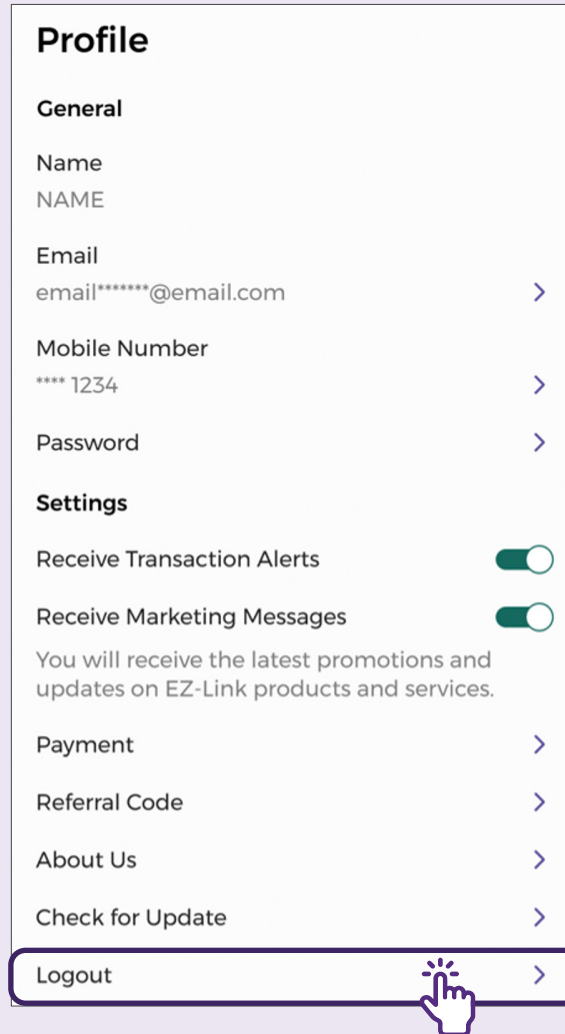 Profile
General
Name
NAME
Email
email*******@email.com
Mobile Number
**** 1234
Password
Settings
Receive Transaction Alerts
Receive Marketing Messages
You will receive the latest promotions and
updates on EZ-Link products and services.
Payment
Referral Code
About Us
Check for Update
Logout